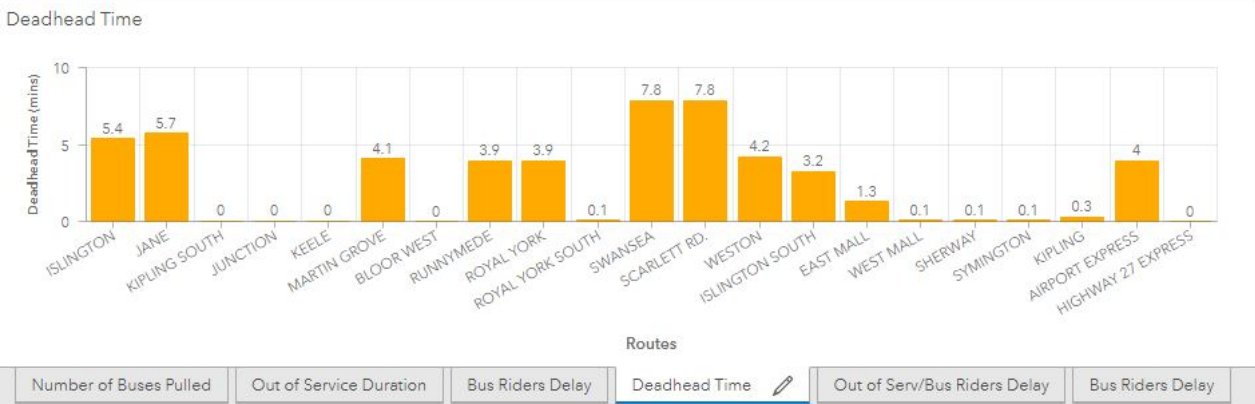 Deadhead Time
Deadhead Time (mins)
10
5
0
5.4
5.7
0
0
0
4.1
0
3.9
3.9
0.1
7.8
7.8
4.2
3.2
1.3
0.1
0.1
0.1
0.3
4
0
ISLINGTON
JANE
KIPLING SOUTH
JUNCTION
KEELE
MARTIN GROVE
BLOOR WEST
RUNNYMEDE
ROYAL YORK
ROYAL YORK SOUTH
SWANSEA
SCARLETT RD.
WESTON
ISLINGTON SOUTH
EAST MALL
WEST MALL
SHERWAY
SYMINGTON
KIPLING
AIRPORT EXPRESS
HIGHWAY 27 EXPRESS
Routes
Number of Buses Pulled
Out of Service Duration
Bus Riders Delay
Deadhead Time
Out of Serv/Bus Riders Delay
Bus Riders Delay